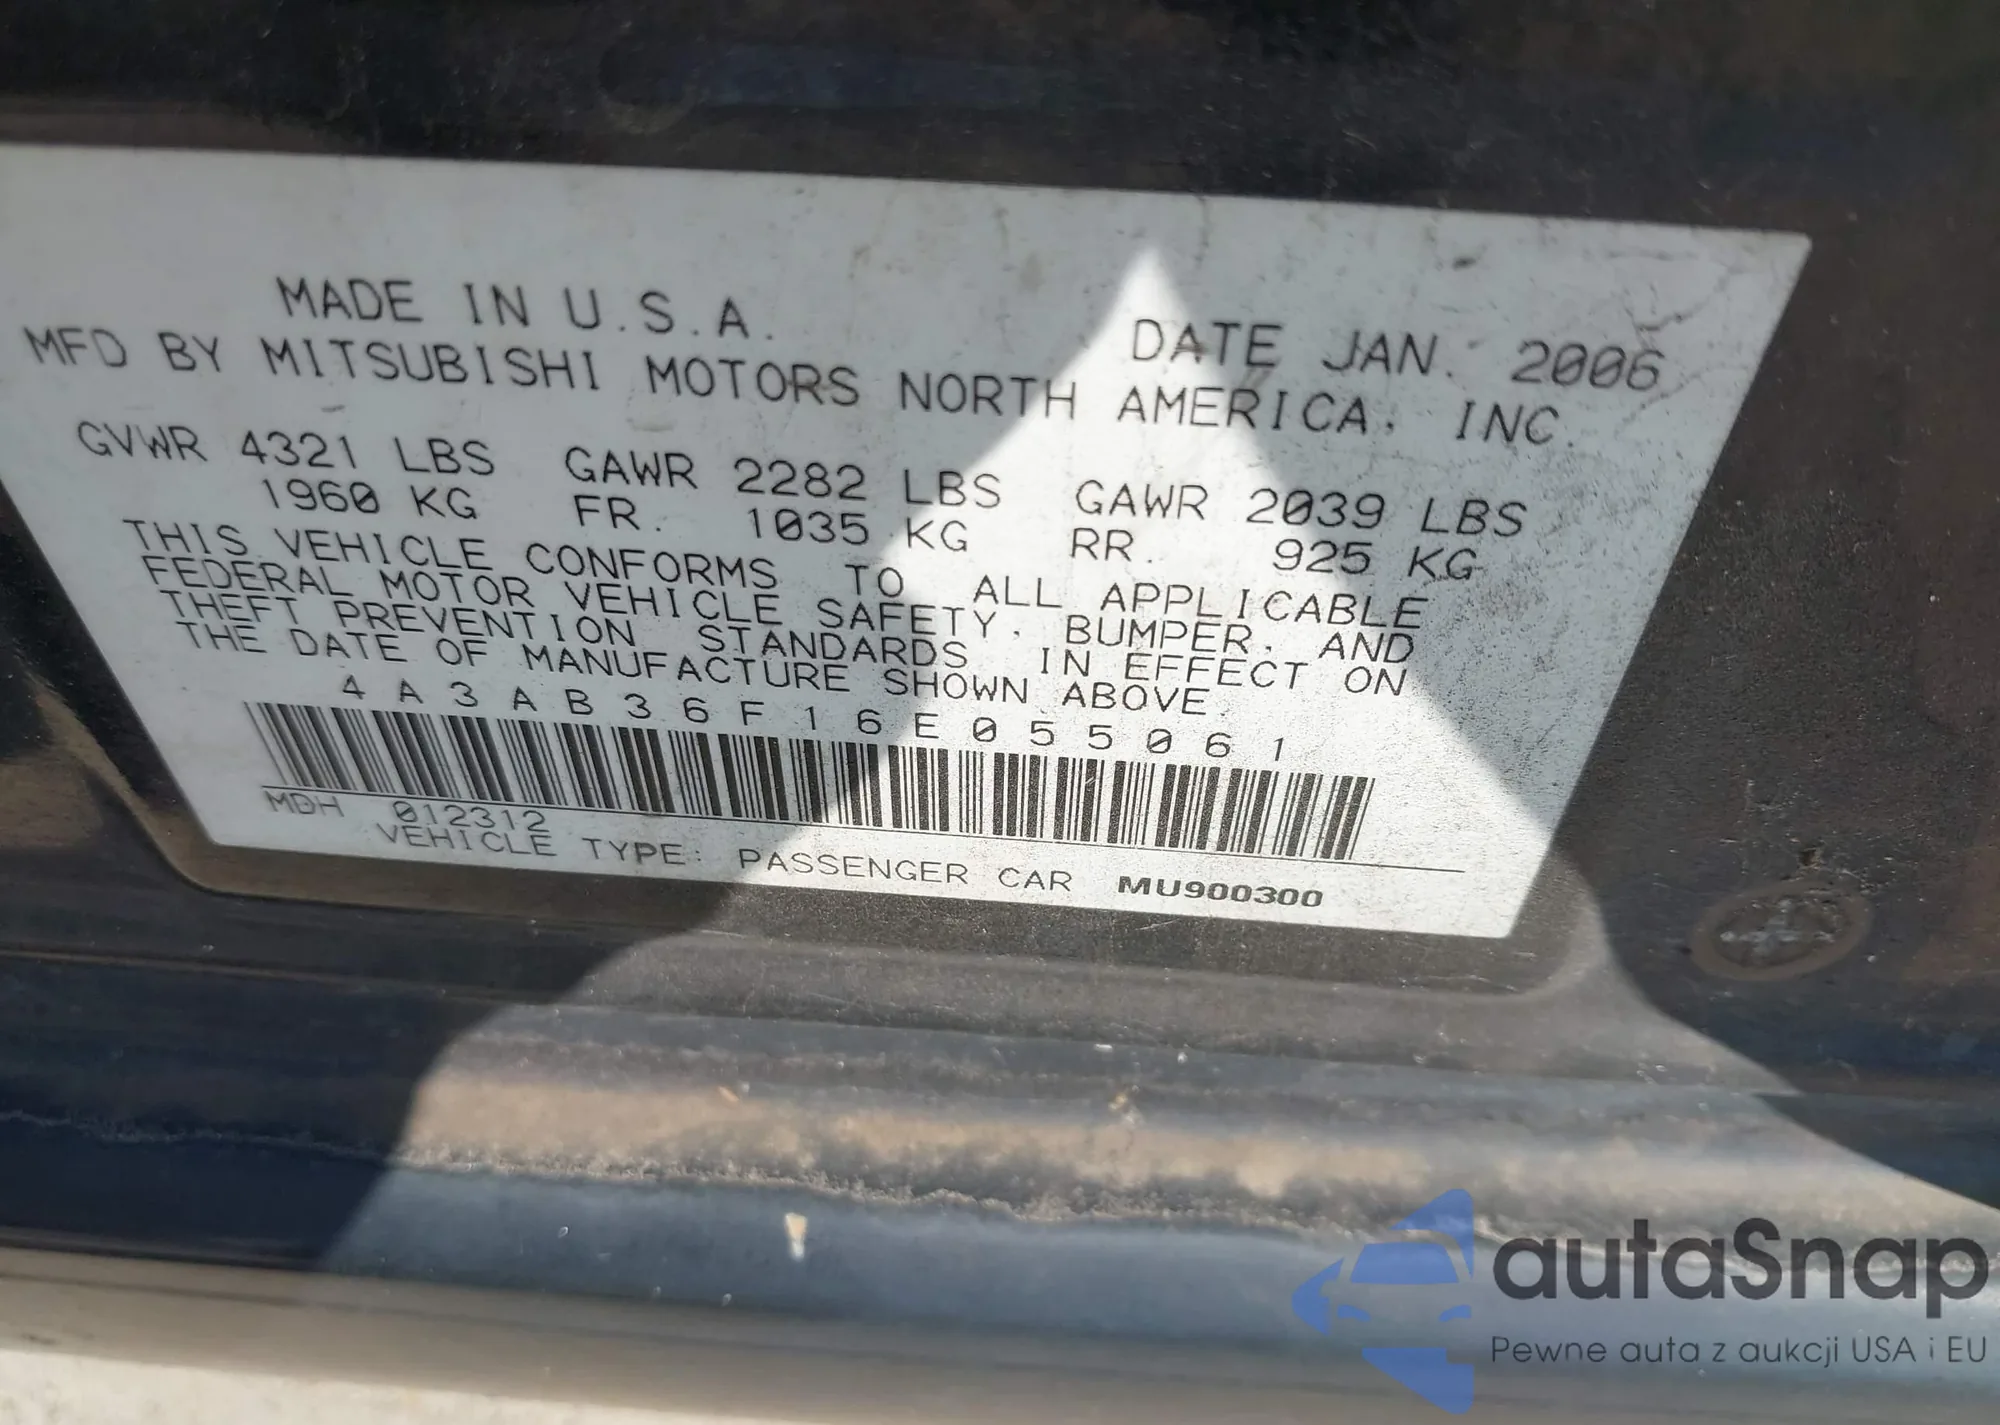 MADE IN U.S.A. DATE JAN. 2006
MFD BY MITSUBISHI MOTORS NORTH AMERICA, INC.
GVWR 4321 LBS GAWR 2282 LBS GAWR 2039 LBS
1960 KG FR. 1035 KG RR. 925 KG
THIS VEHICLE CONFORMS TO ALL APPLICABLE
FEDERAL MOTOR VEHICLE SAFETY, BUMPER, AND
THEFT PREVENTION STANDARDS IN EFFECT ON
THE DATE OF MANUFACTURE SHOWN ABOVE.
4A3AB36F16E055061
MDH 012312
VEHICLE TYPE: PASSENGER CAR MU900300
autaSnap
Pewne auta z aukcji USA i EU